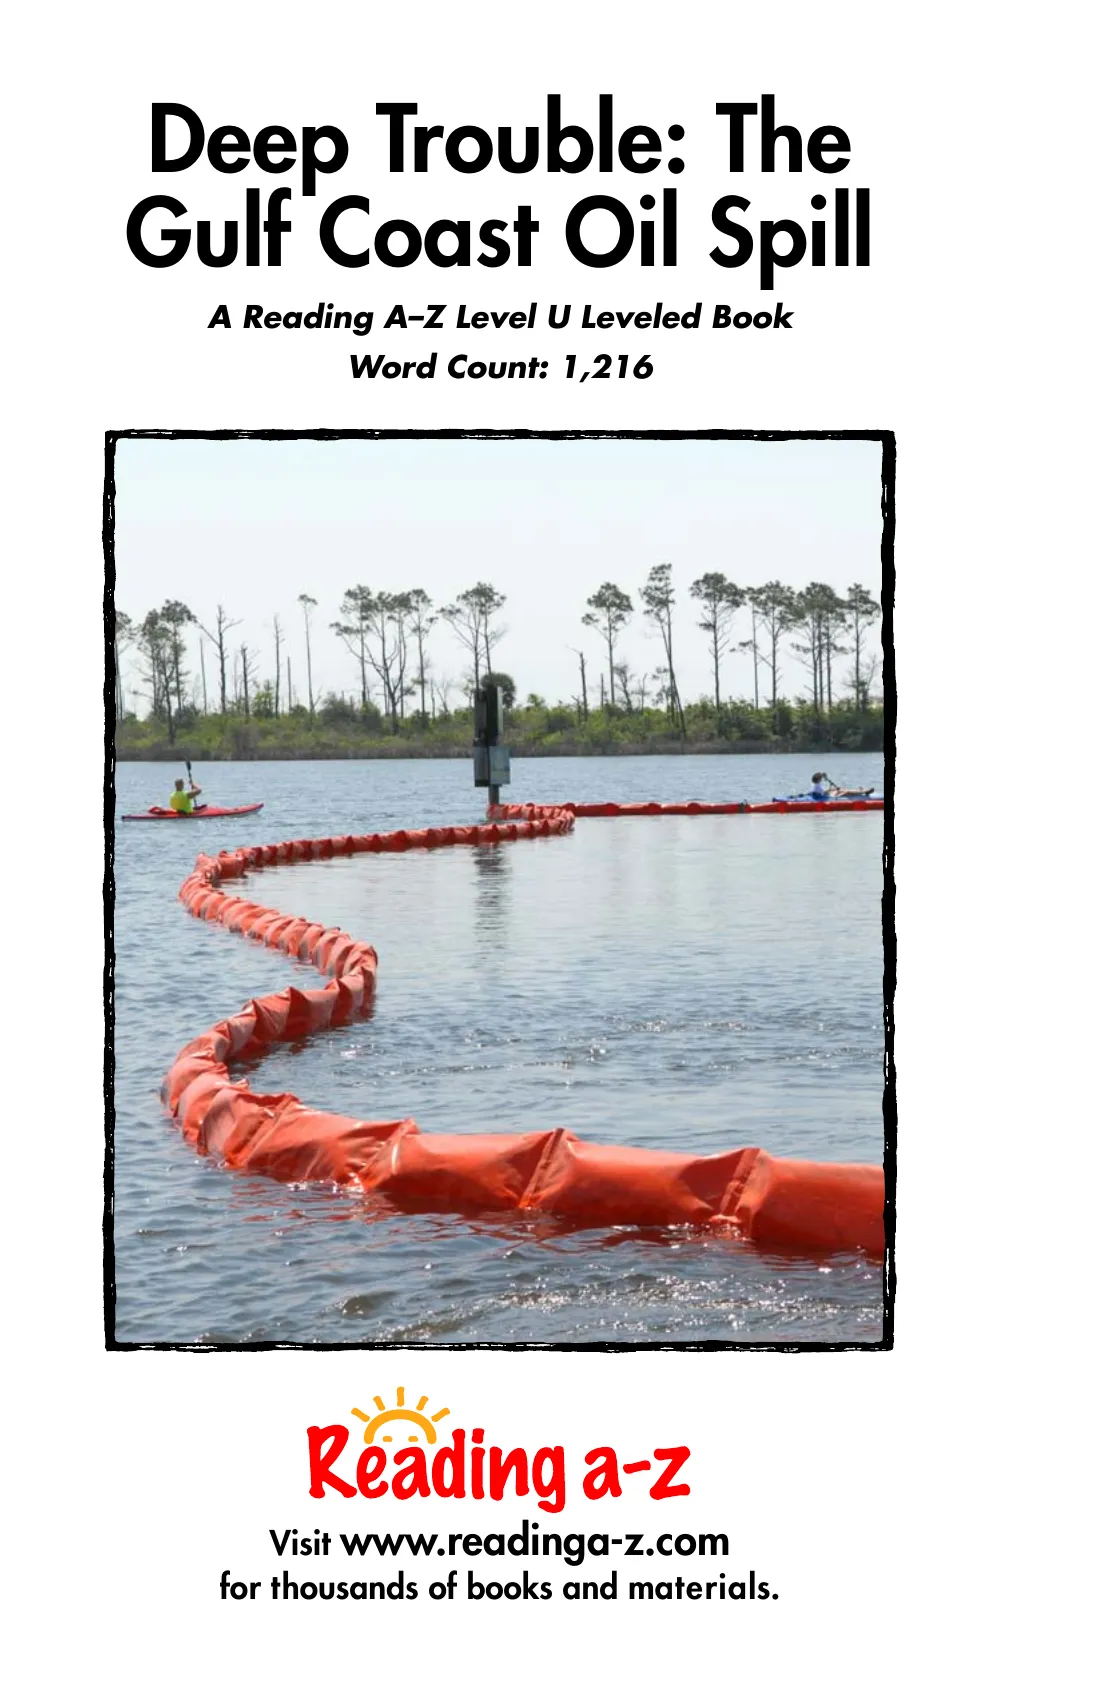 Deep Trouble: The
Gulf Coast Oil Spill
A Reading A–Z Level U Leveled Book
Word Count: 1,216
Reading a-z
Visit www.readinga-z.com
for thousands of books and materials.